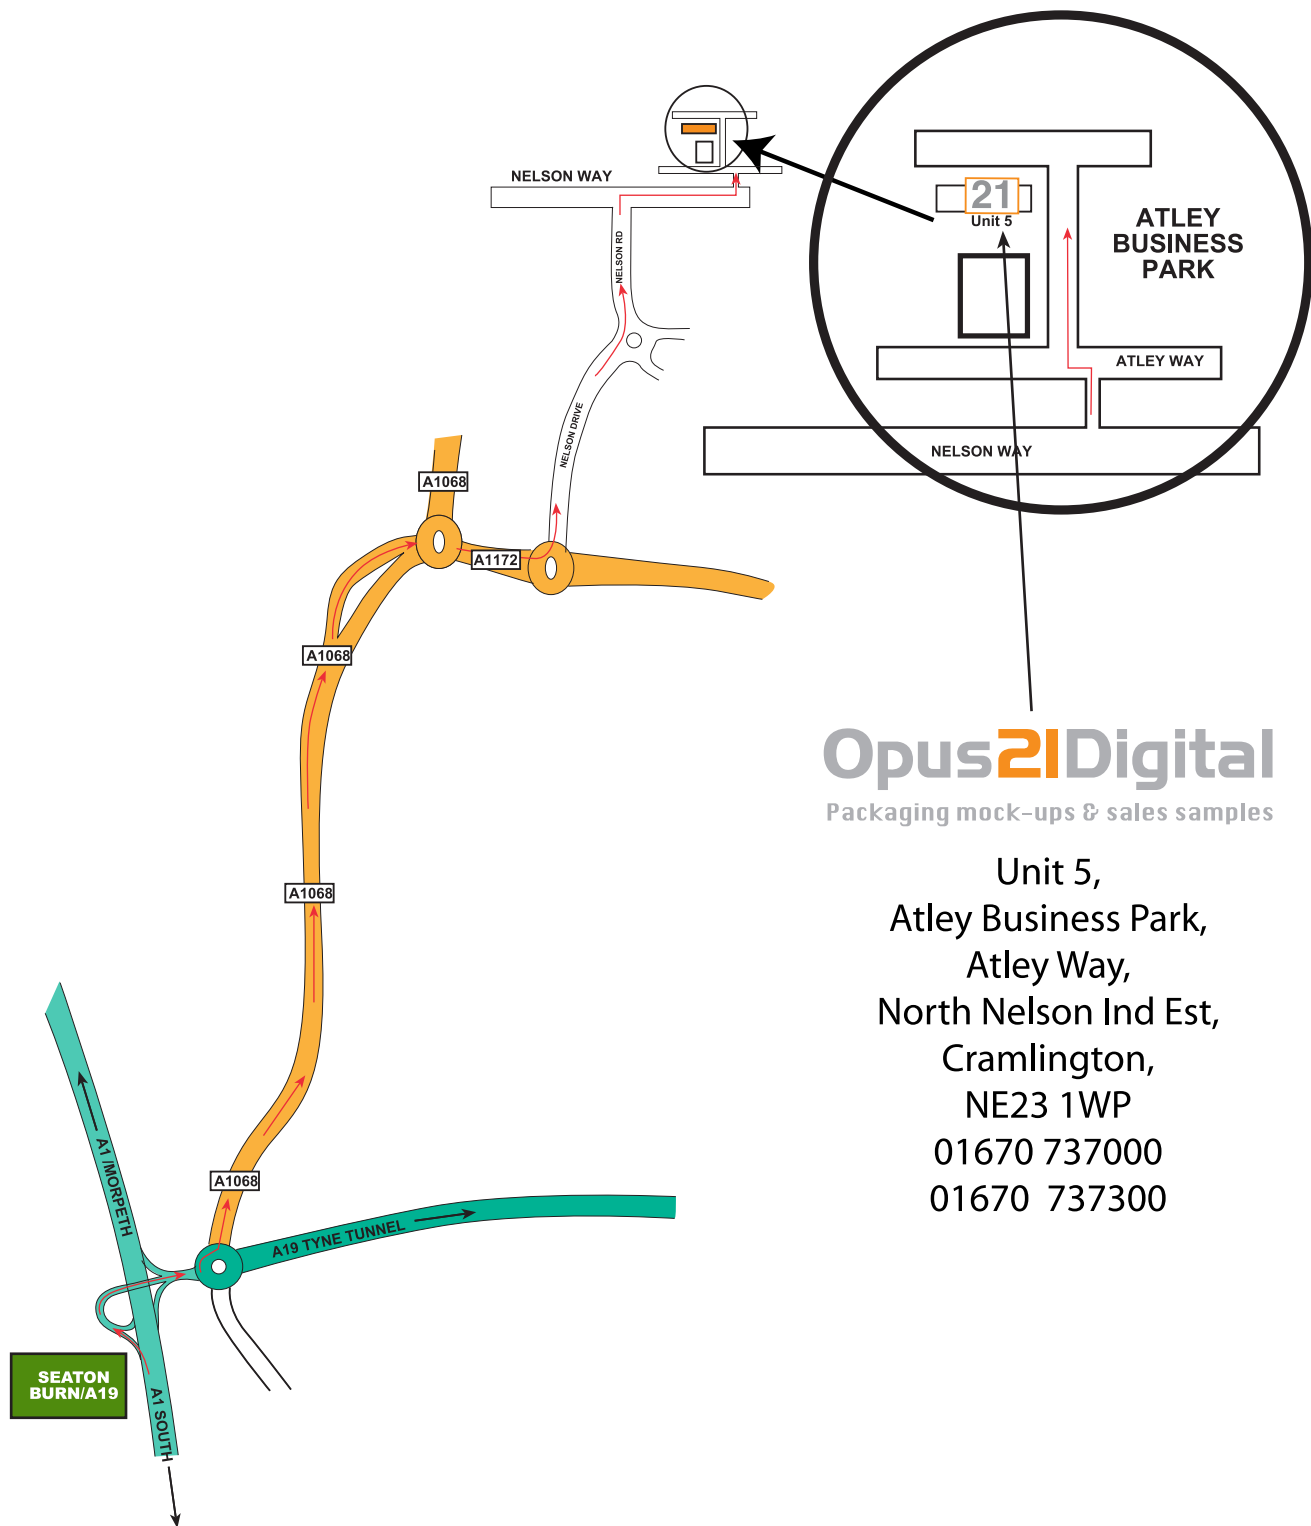 NELSON WAY
NELSON RD
NELSON DRIVE
21
Unit 5
ATLEY
BUSINESS
PARK
ATLEY WAY
NELSON WAY
A1068
A1172
A1068
A1068
A1068
A1 /MORPETH
A19 TYNE TUNNEL
SEATON
BURN/A19
A1 SOUTH
Opus21Digital
Packaging mock-ups & sales samples
Unit 5,
Atley Business Park,
Atley Way,
North Nelson Ind Est,
Cramlington,
NE23 1WP
01670 737000
01670  737300